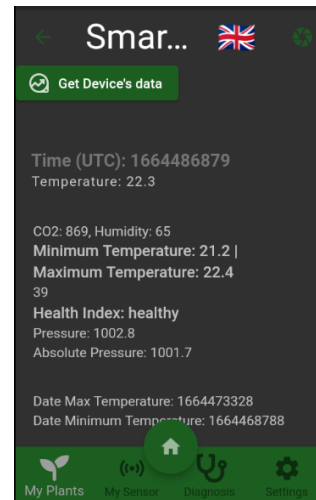 Smar...
Get Device's data
Time (UTC): 1664486879
Temperature: 22.3
CO2: 869, Humidity: 65
Minimum Temperature: 21.2 |
Maximum Temperature: 22.4
39
Health Index: healthy
Pressure: 1002.8
Absolute Pressure: 1001.7
Date Max Temperature: 1664473328
Date Minimum Temperature: 1664468788
My Plants My Sensor Diagnosis Settings